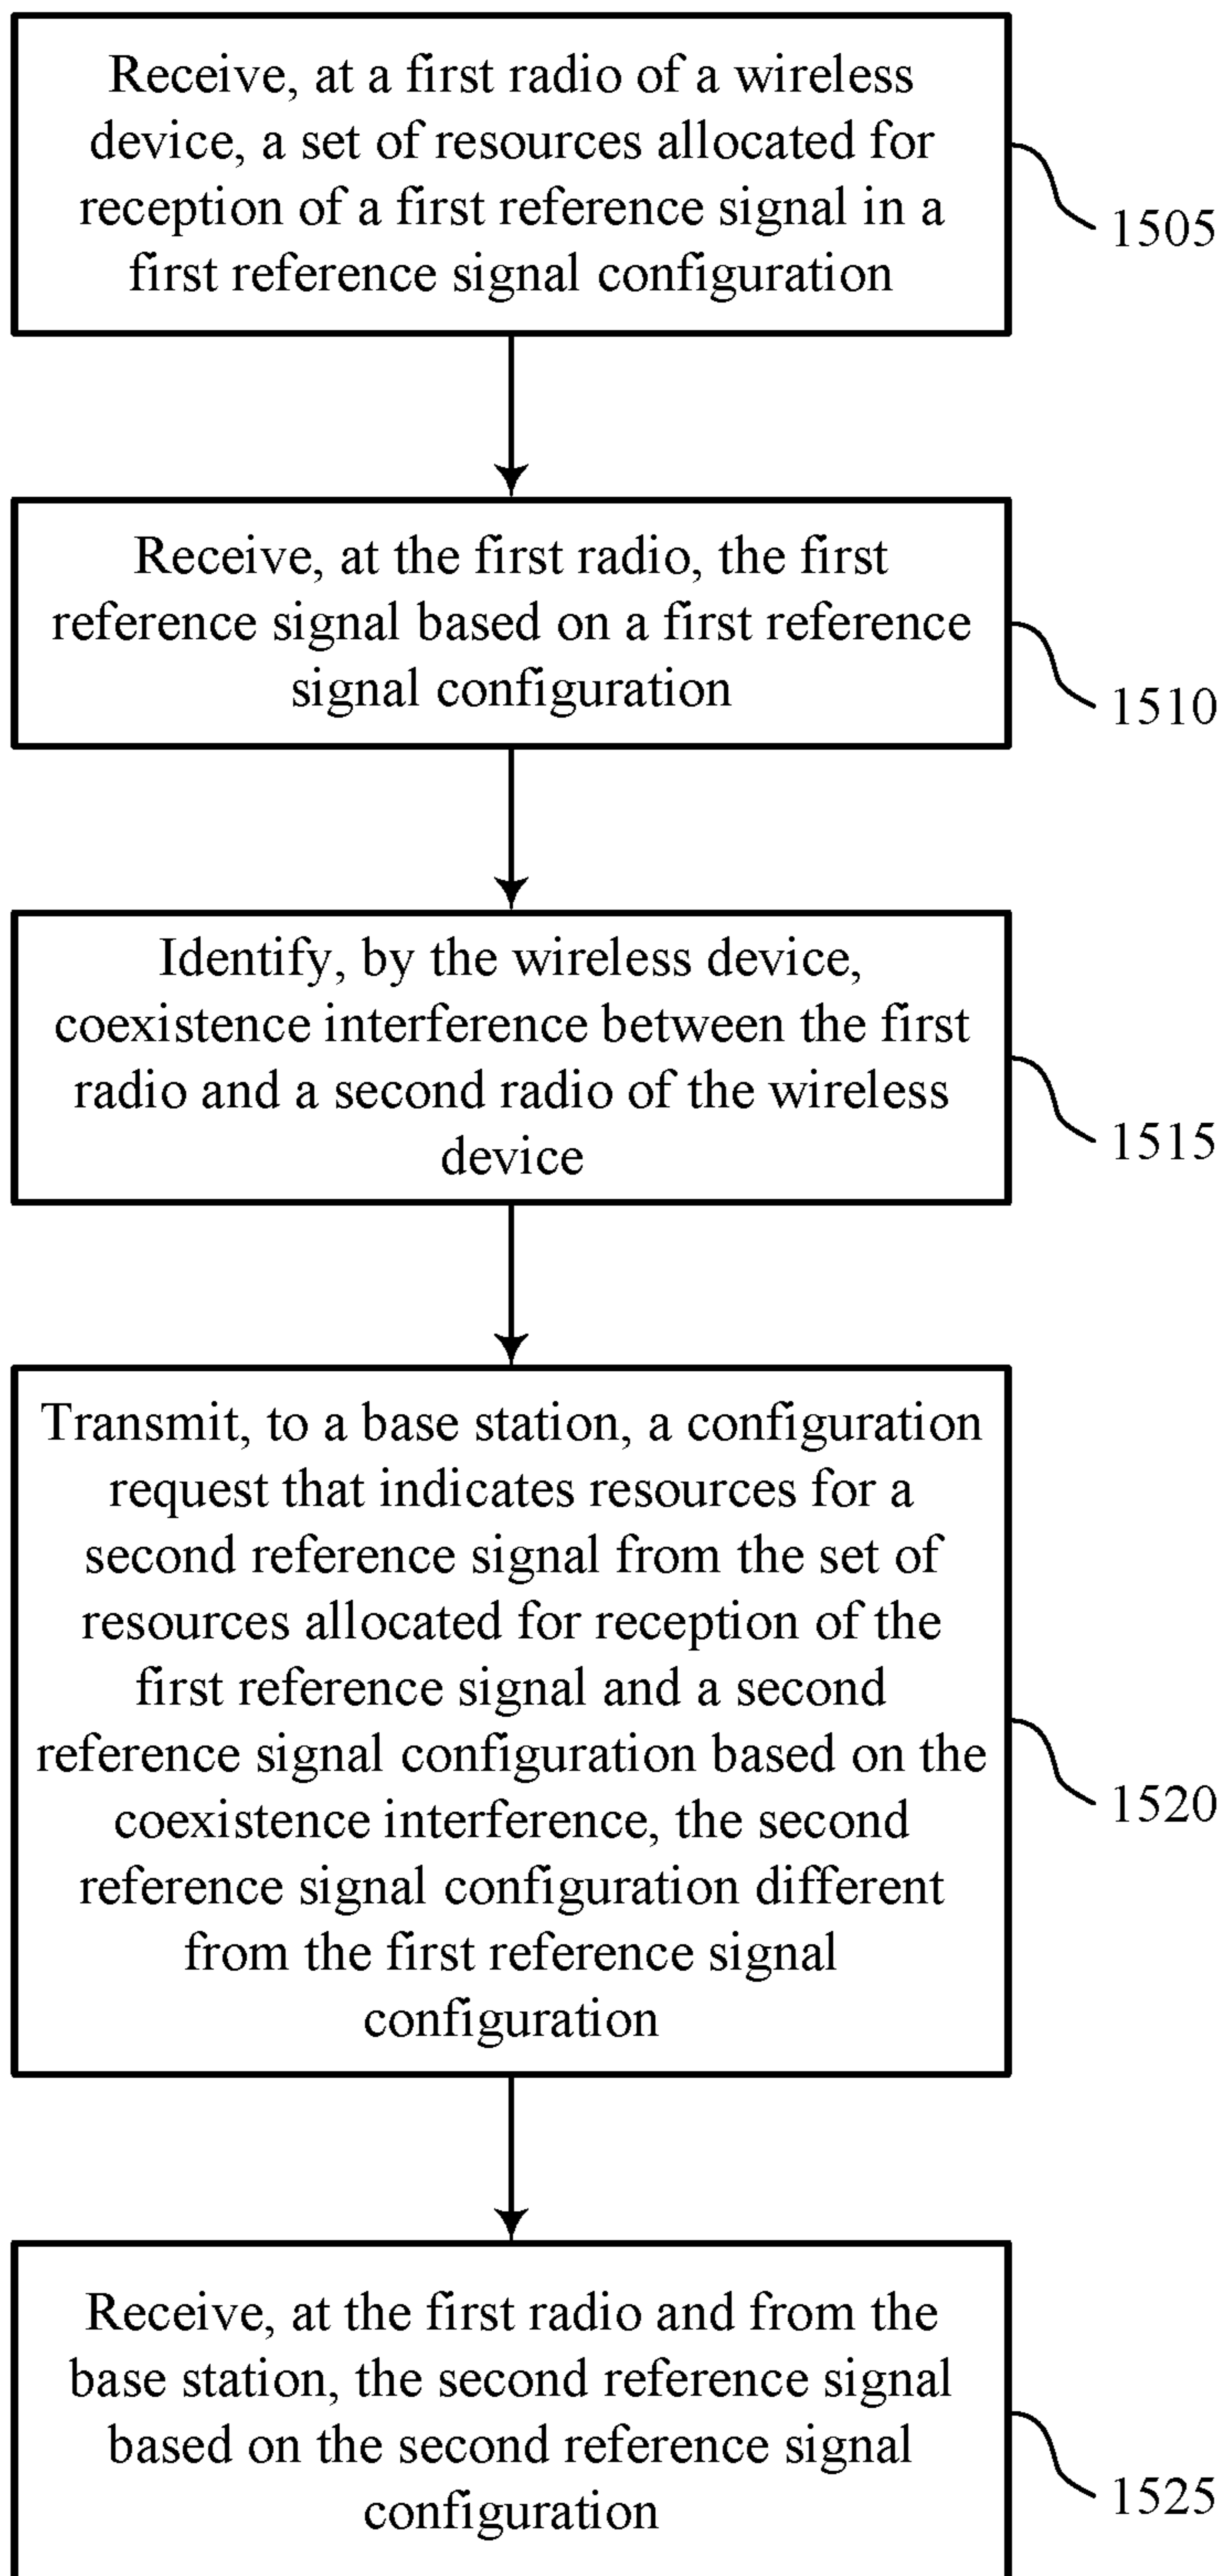 Receive, at a first radio of a wireless
device, a set of resources allocated for
reception of a first reference signal in a
first reference signal configuration
1505
Receive, at the first radio, the first
reference signal based on a first reference
signal configuration
1510
Identify, by the wireless device,
coexistence interference between the first
radio and a second radio of the wireless
device
1515
Transmit, to a base station, a configuration
request that indicates resources for a
second reference signal from the set of
resources allocated for reception of the
first reference signal and a second
reference signal configuration based on the
coexistence interference, the second
reference signal configuration different
from the first reference signal
configuration
1520
Receive, at the first radio and from the
base station, the second reference signal
based on the second reference signal
configuration
1525